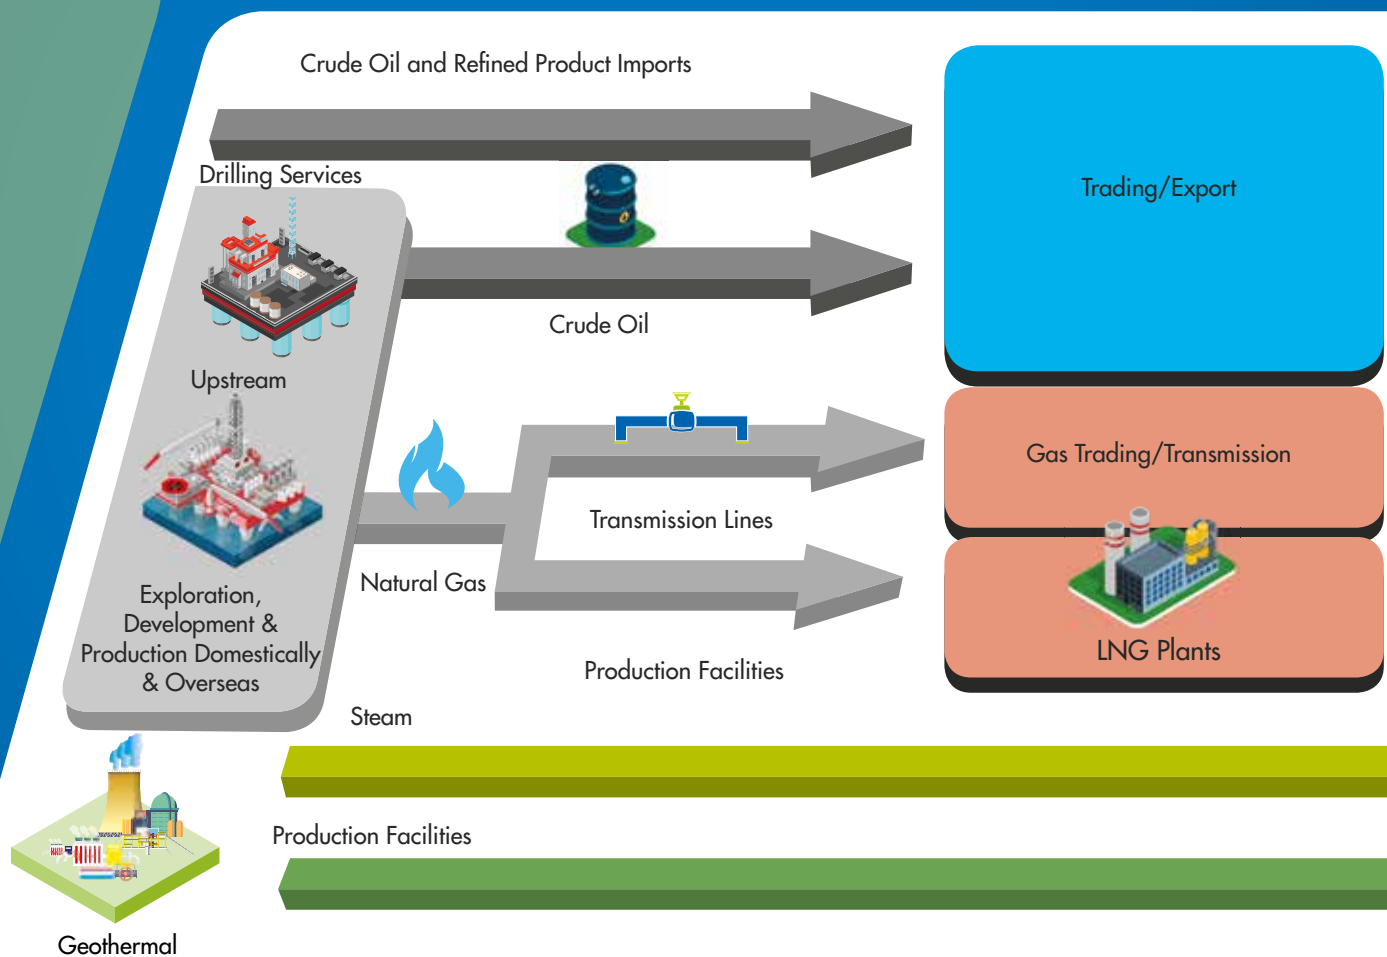 Crude Oil and Refined Product Imports
Drilling Services
Trading/Export
Crude Oil
Upstream
Gas Trading/Transmission
Transmission Lines
Natural Gas
Exploration,
Development &
Production Domestically
& Overseas
LNG Plants
Production Facilities
Steam
Production Facilities
Geothermal